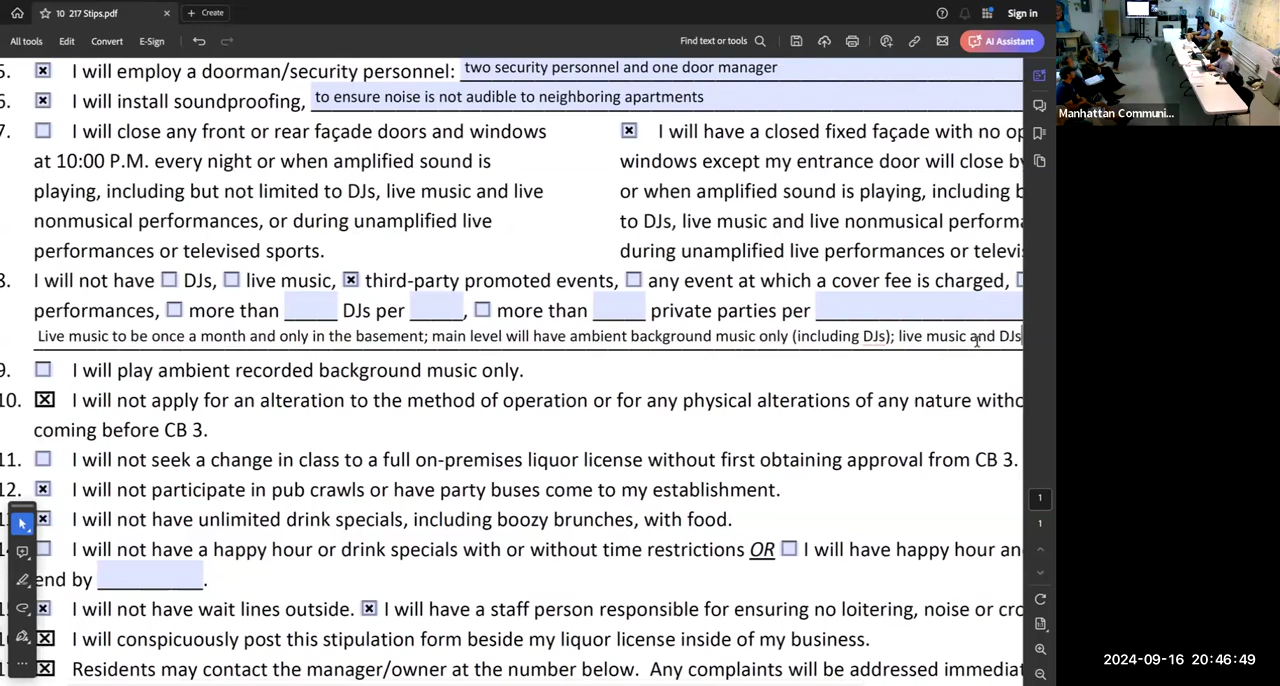 10 217 Stips.pdf
Create
Sign in
All tools
Edit
Convert
E-Sign
Find text or tools
AI Assistant
5. I will employ a doorman/security personnel: two security personnel and one door manager
6. I will install soundproofing, to ensure noise is not audible to neighboring apartments
7. I will close any front or rear façade doors and windows
at 10:00 P.M. every night or when amplified sound is
playing, including but not limited to DJs, live music and live
nonmusical performances, or during unamplified live
performances or televised sports.
I will have a closed fixed façade with no op
windows except my entrance door will close by
or when amplified sound is playing, including b
to DJs, live music and live nonmusical performa
during unamplified live performances or televi
8. I will not have DJs, live music, third-party promoted events, any event at which a cover fee is charged,
performances, more than DJs per , more than private parties per
Live music to be once a month and only in the basement; main level will have ambient background music only (including DJs); live music and DJs
9. I will play ambient recorded background music only.
10. I will not apply for an alteration to the method of operation or for any physical alterations of any nature witho
coming before CB 3.
11. I will not seek a change in class to a full on-premises liquor license without first obtaining approval from CB 3.
12. I will not participate in pub crawls or have party buses come to my establishment.
I will not have unlimited drink specials, including boozy brunches, with food.
I will not have a happy hour or drink specials with or without time restrictions OR I will have happy hour an
end by .
I will not have wait lines outside. I will have a staff person responsible for ensuring no loitering, noise or cro
I will conspicuously post this stipulation form beside my liquor license inside of my business.
Residents may contact the manager/owner at the number below. Any complaints will be addressed immediat
1
1
Manhattan Communi...
2024-09-16 20:46:49